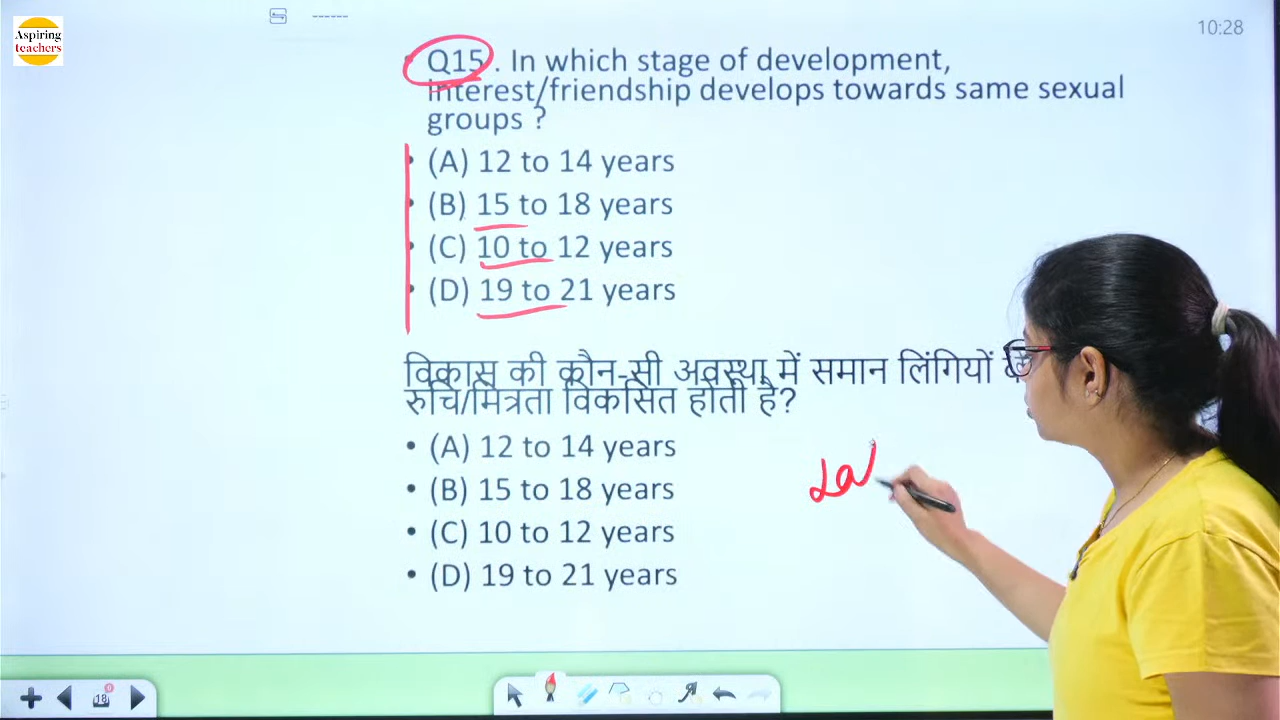 Aspiring
teachers
------
10:28
• Q15 . In which stage of development,
interest/friendship develops towards same sexual
groups ?
• (A) 12 to 14 years
• (B) 15 to 18 years
• (C) 10 to 12 years
• (D) 19 to 21 years
विकास की कौन-सी अवस्था में समान लिंगियों
रुचि/मित्रता विकसित होती है?
• (A) 12 to 14 years
• (B) 15 to 18 years
• (C) 10 to 12 years
• (D) 19 to 21 years
La
18